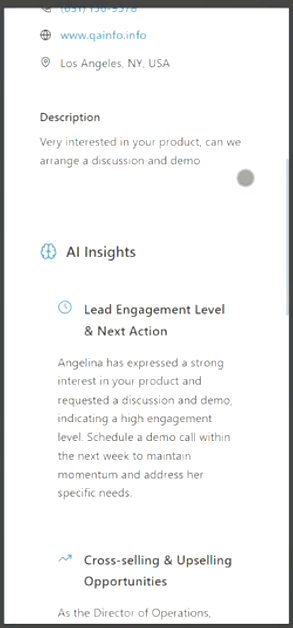 www.qainfo.info
Los Angeles, NY, USA
Description
Very interested in your product, can we
arrange a discussion and demo
AI Insights
Lead Engagement Level
& Next Action
Angelina has expressed a strong
interest in your product and
requested a discussion and demo,
indicating a high engagement
level. Schedule a demo call within
the next week to maintain
momentum and address her
specific needs.
Cross-selling & Upselling
Opportunities
As the Director of Operations,